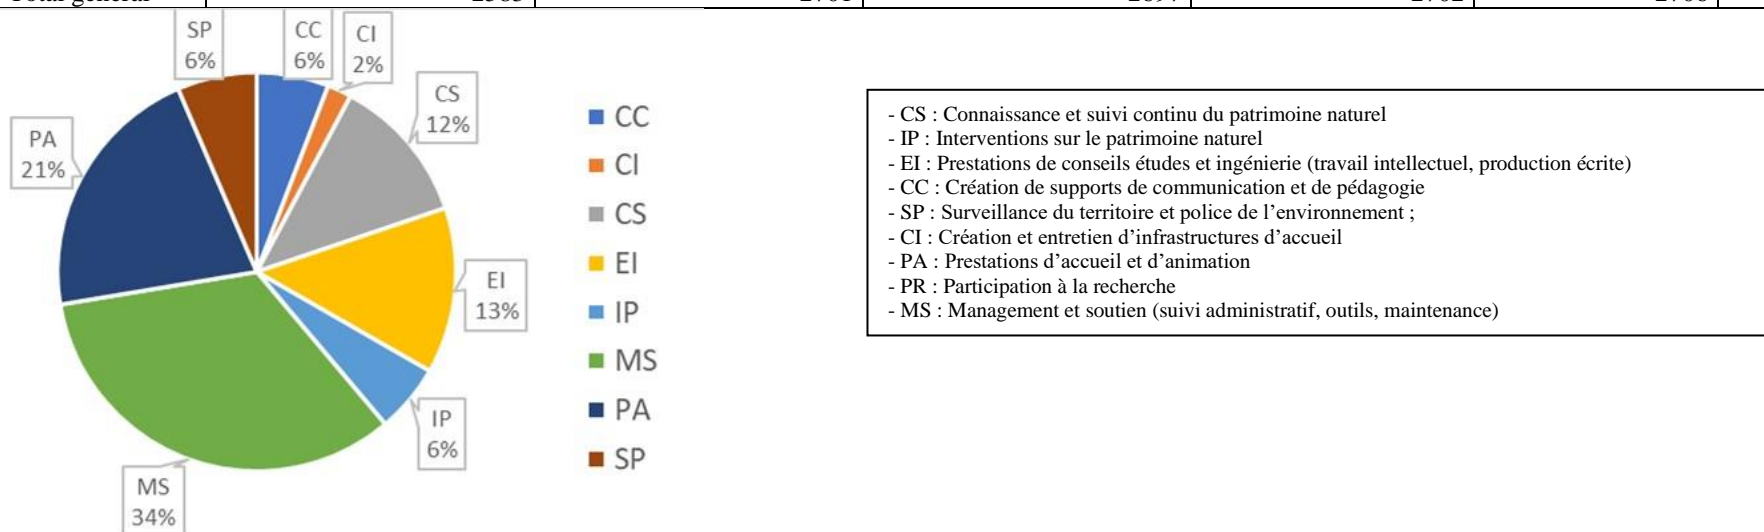 SP
6%
CC
6%
CI
2%
CS
12%
PA
21%
EI
13%
IP
6%
MS
34%
CC
CI
CS
EI
IP
MS
PA
SP
- CS : Connaissance et suivi continu du patrimoine naturel
- IP : Interventions sur le patrimoine naturel
- EI : Prestations de conseils études et ingénierie (travail intellectuel, production écrite)
- CC : Création de supports de communication et de pédagogie
- SP : Surveillance du territoire et police de l’environnement ;
- CI : Création et entretien d’infrastructures d’accueil
- PA : Prestations d’accueil et d’animation
- PR : Participation à la recherche
- MS : Management et soutien (suivi administratif, outils, maintenance)